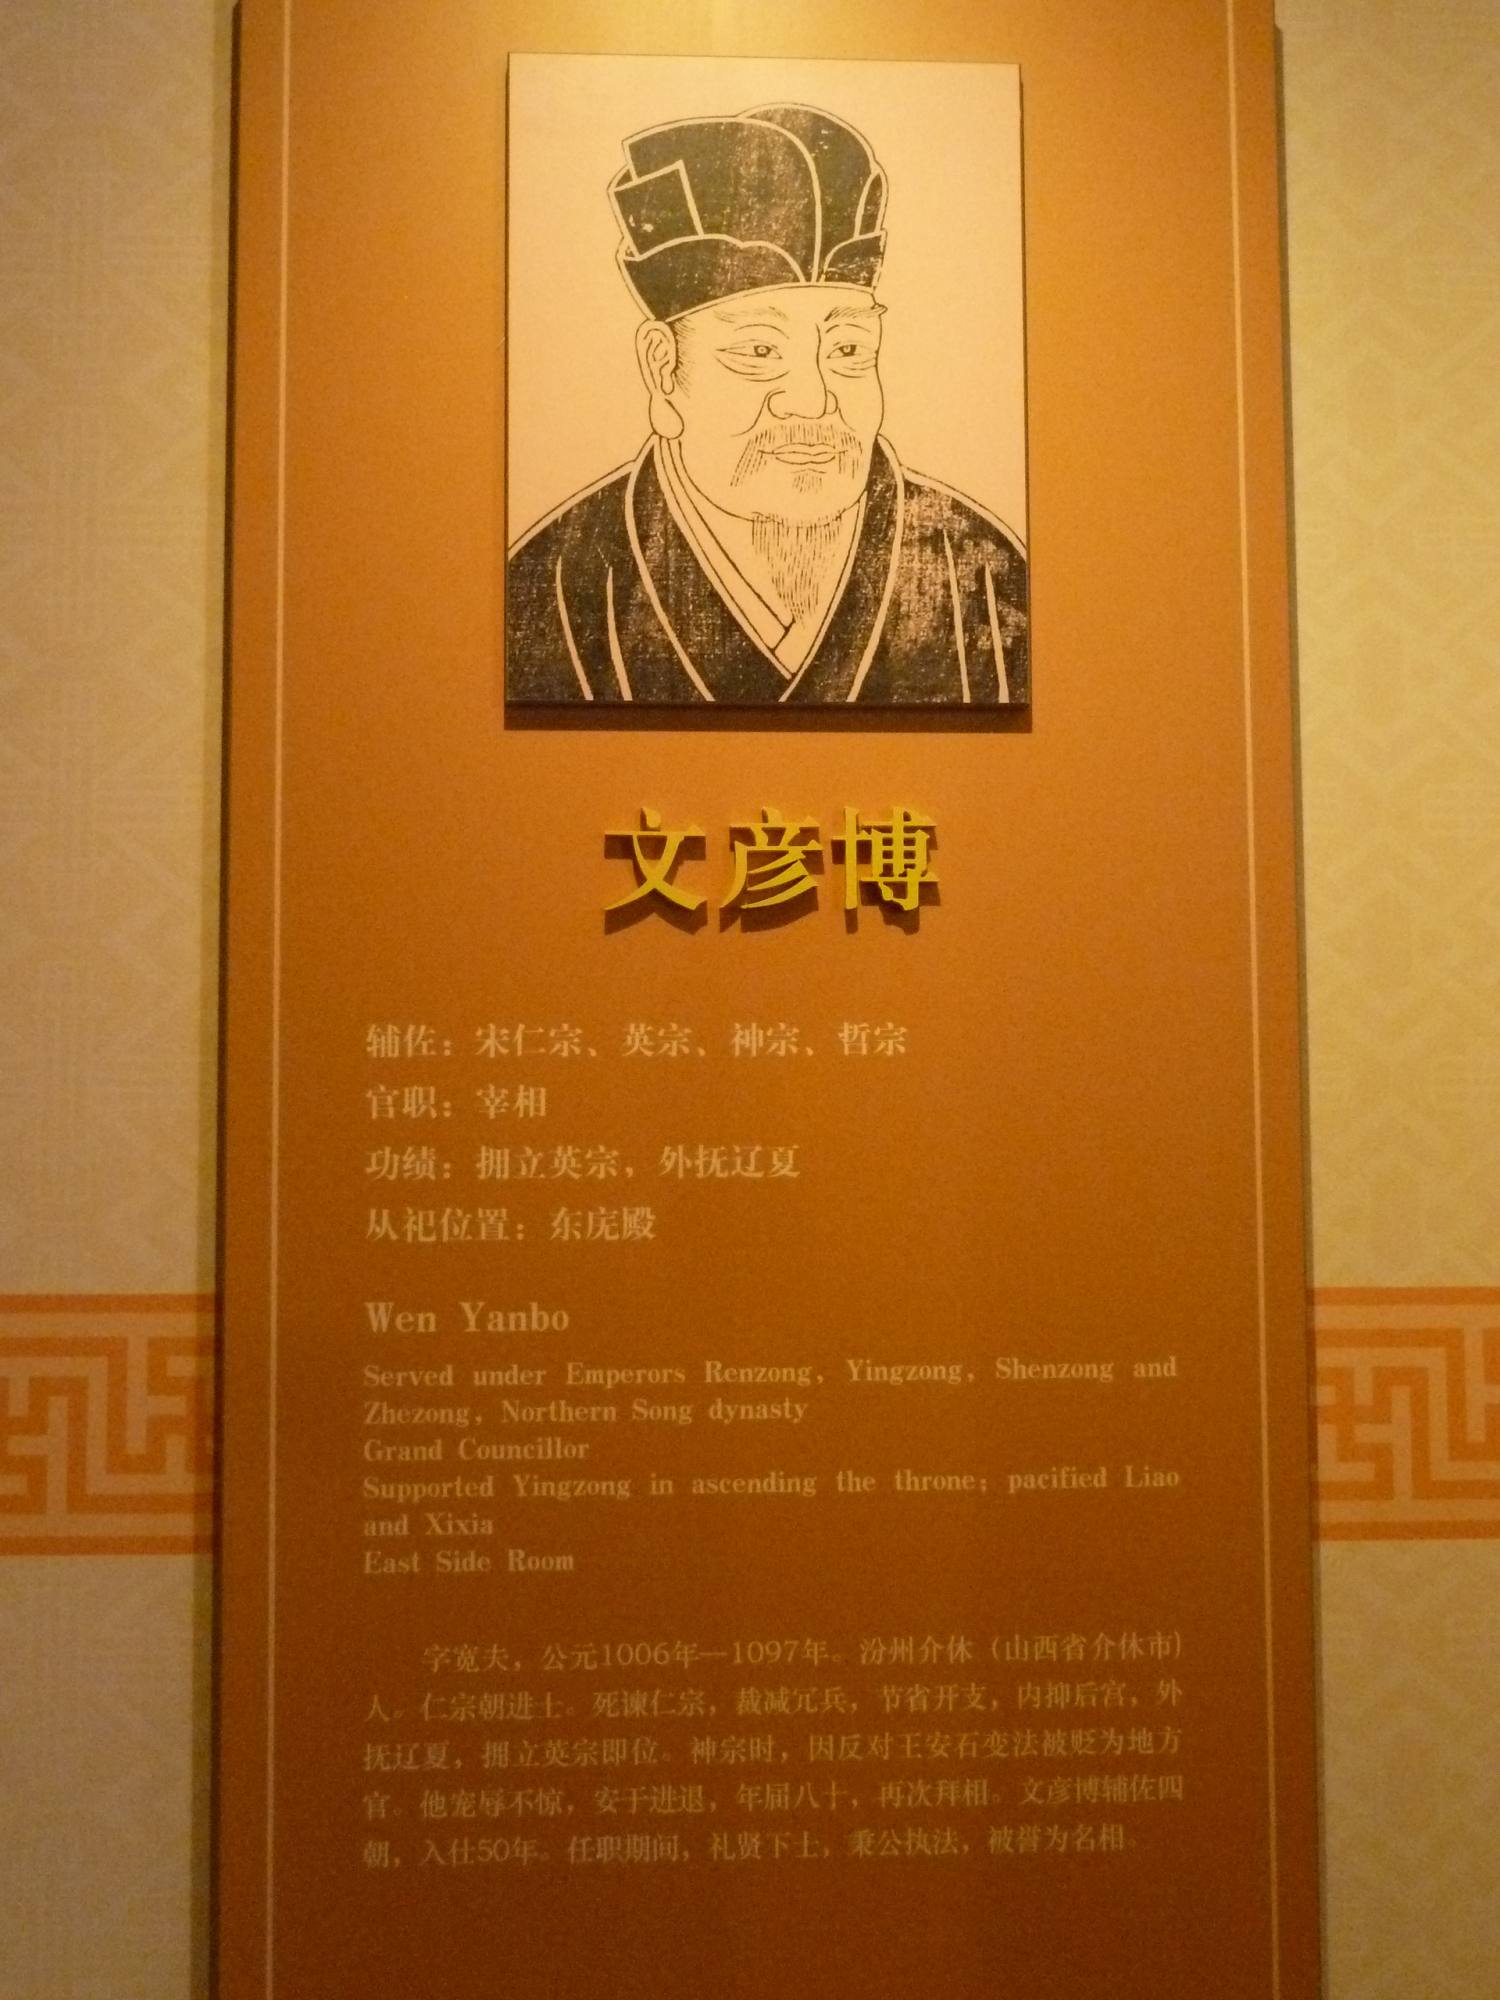 文彦博
辅佐：宋仁宗、英宗、神宗、哲宗
官职：宰相
功绩：拥立英宗，外抚辽夏
从祀位置：东庑殿
Wen Yanbo
Served under Emperors Renzong, Yingzong, Shenzong and
Zhezong, Northern Song dynasty
Grand Councillor
Supported Yingzong in ascending the throne; pacified Liao
and Xixia
East Side Room
字宽夫，公元1006年—1097年。汾州介休（山西省介休市）
人。仁宗朝进士。死谏仁宗，裁减冗兵，节省开支，内抑后宫，外
抚辽夏，拥立英宗即位。神宗时，因反对王安石变法被贬为地方
官。他宠辱不惊，安于进退，年届八十，再次拜相。文彦博辅佐四
朝，入仕50年。任职期间，礼贤下士，秉公执法，被誉为名相。